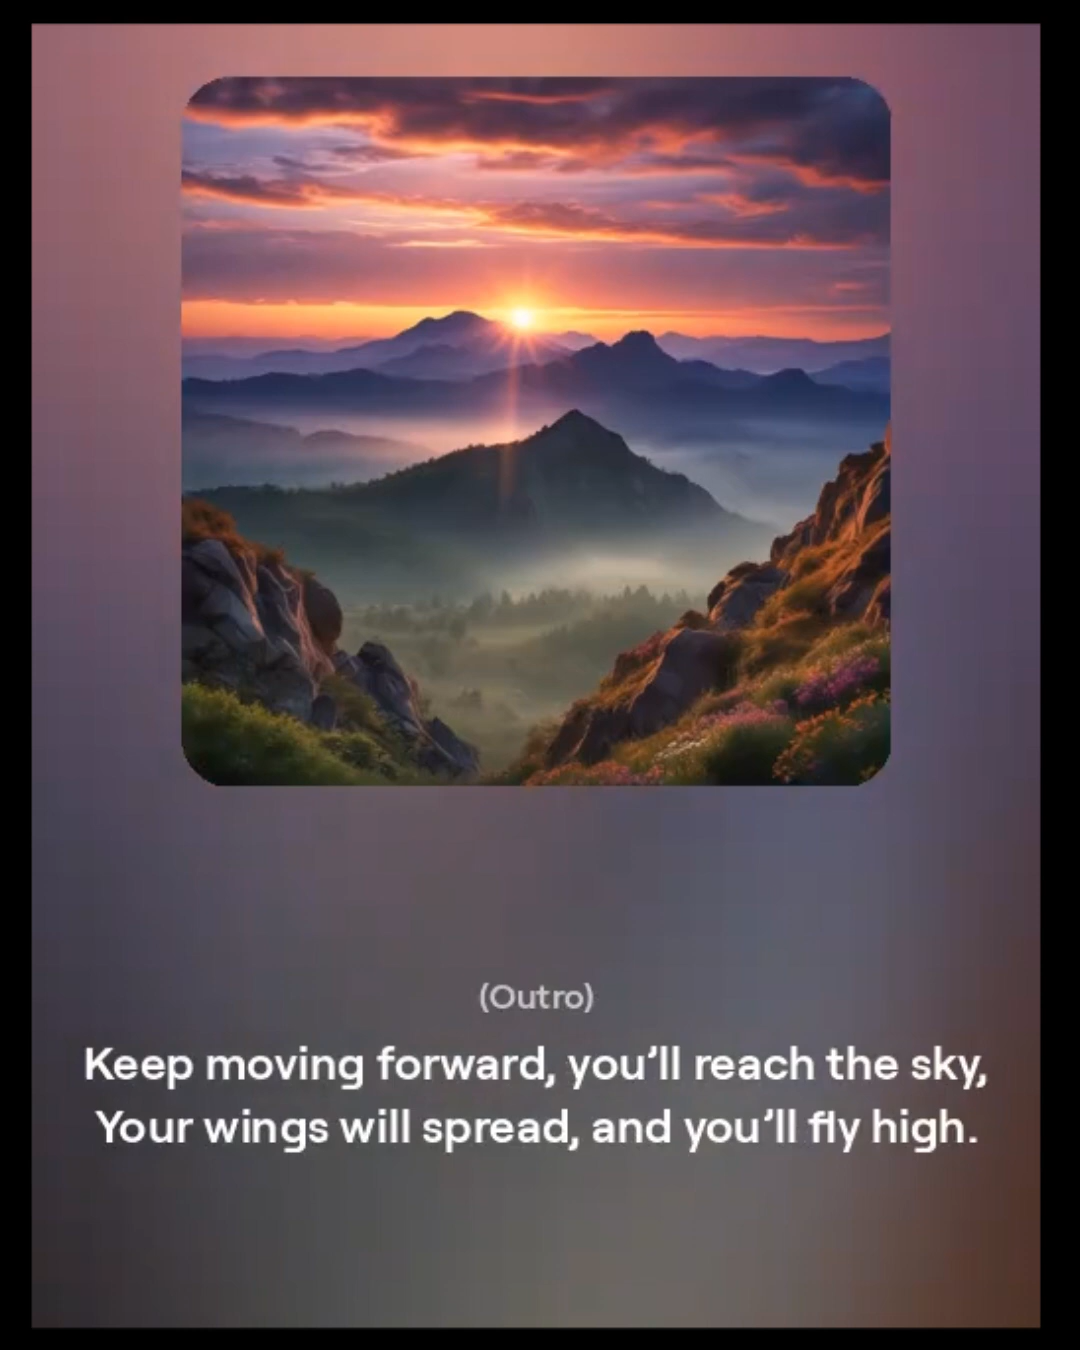 (Outro)
Keep moving forward, you’ll reach the sky,
Your wings will spread, and you’ll fly high.